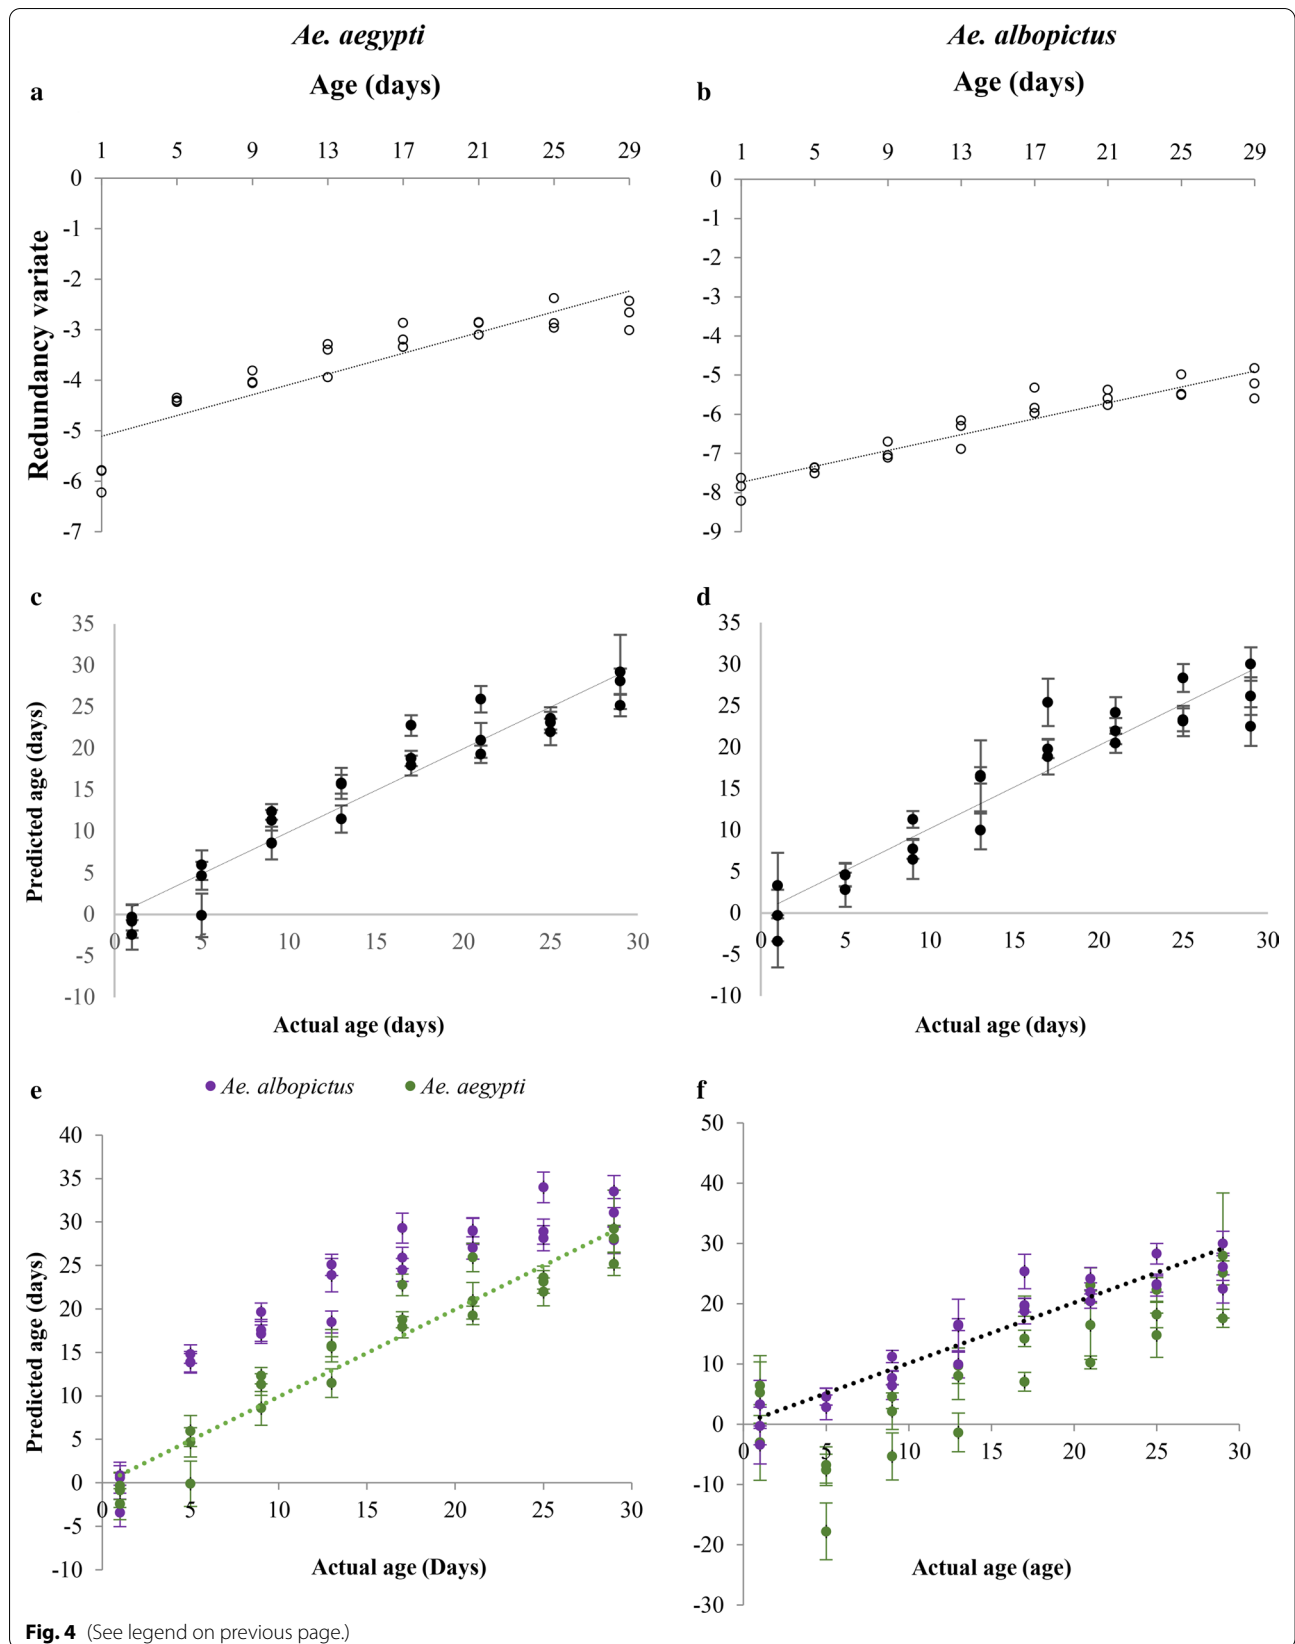 Ae. aegypti
Ae. albopictus
a
Age (days)
b
Age (days)
1 5 9 13 17 21 25 29
1 5 9 13 17 21 25 29
Redundancy variate
0
-1
-2
-3
-4
-5
-6
-7
0
-1
-2
-3
-4
-5
-6
-7
-8
-9
c
d
Predicted age (days)
35
30
25
20
15
10
5
0
-5
-10
0 5 10 15 20 25 30
Actual age (days)
35
30
25
20
15
10
5
0
-5
-10
0 5 10 15 20 25 30
Actual age (days)
e
Ae. albopictus Ae. aegypti
f
Predicted age (days)
40
35
30
25
20
15
10
5
0
-5
-10
0 5 10 15 20 25 30
Actual age (Days)
50
40
30
20
10
0
-10
-20
-30
0 5 10 15 20 25 30
Actual age (age)
Fig. 4 (See legend on previous page.)